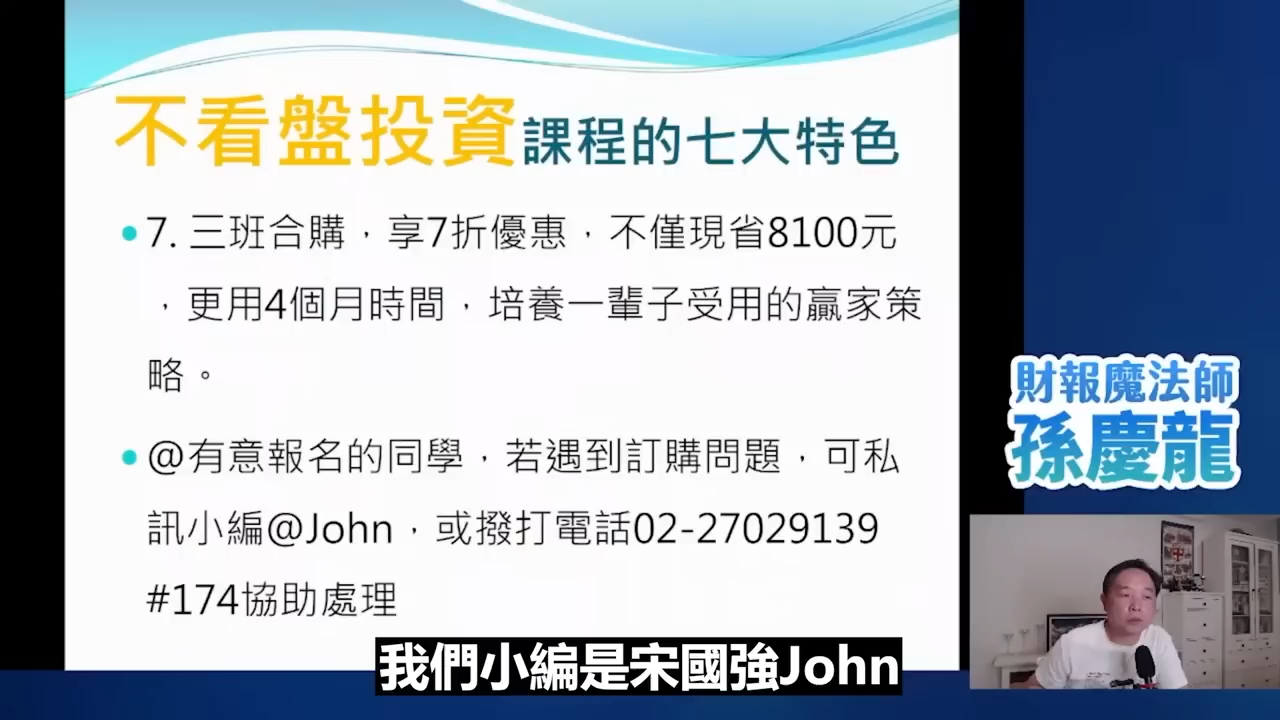 不看盤投資課程的七大特色
7. 三班合購，享7折優惠，不僅現省8100元
，更用4個月時間，培養一輩子受用的贏家策
略。
@有意報名的同學，若遇到訂購問題，可私
訊小編@John，或撥打電話02-27029139
#174協助處理
財報魔法師
孫慶龍
我們小編是宋國強John